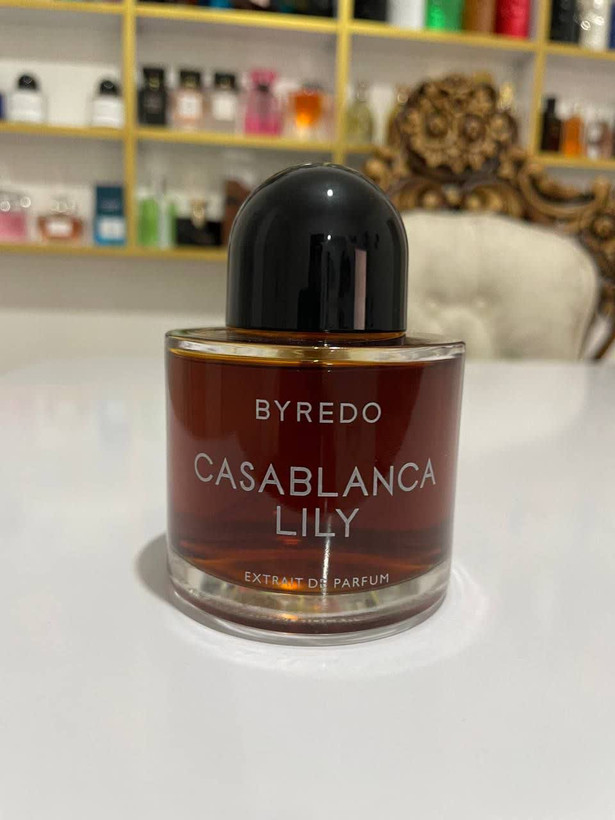 BYREDO
CASABLANCA
LILY
EXTRAIT DE PARFUM